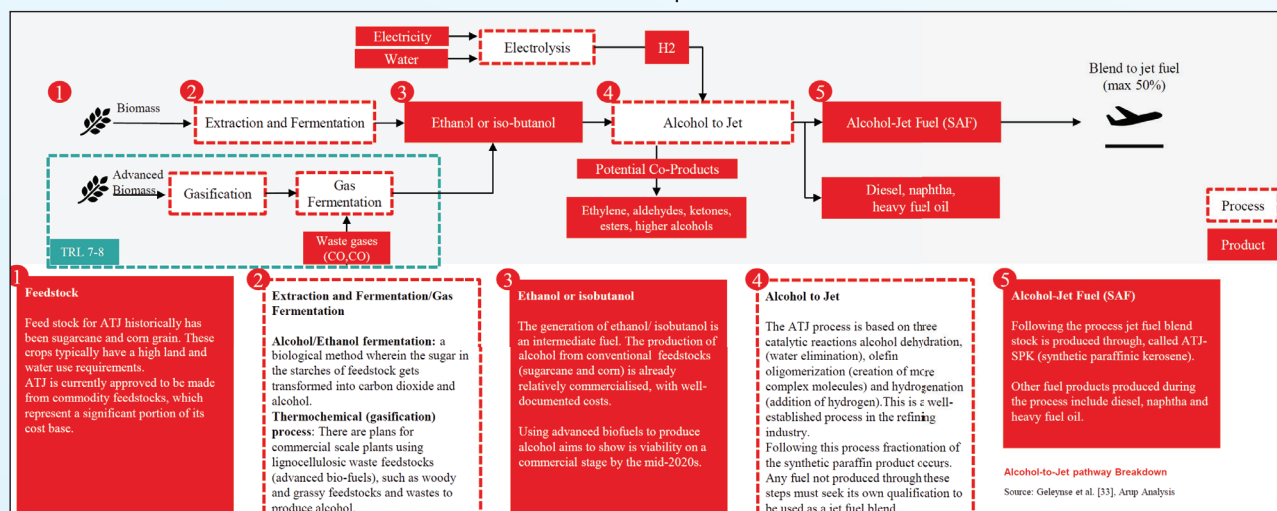 Electricity
Water
Electrolysis
H2
1
Biomass
2
Extraction and Fermentation
3
Ethanol or iso-butanol
4
Alcohol to Jet
5
Alcohol-Jet Fuel (SAF)
Blend to jet fuel
(max 50%)
Advanced
Biomass
Gasification
Gas
Fermentation
Waste gases
(CO,CO)
TRL 7-8
Potential Co-Products
Ethylene, aldehydes, ketones,
esters, higher alcohols
Diesel, naphtha,
heavy fuel oil
Process
Product
1
Feedstock
Feed stock for ATJ historically has
been sugarcane and corn grain. These
crops typically have a high land and
water use requirements.
ATJ is currently approved to be made
from commodity feedstocks, which
represent a significant portion of its
cost base.
2
Extraction and Fermentation/Gas
Fermentation
Alcohol/Ethanol fermentation: a
biological method wherein the sugar in
the starches of feedstock gets
transformed into carbon dioxide and
alcohol.
Thermochemical (gasification)
process: There are plans for
commercial scale plants using
lignocellulosic waste feedstocks
(advanced bio-fuels), such as woody
and grassy feedstocks and wastes to
produce alcohol.
3
Ethanol or isobutanol
The generation of ethanol/ isobutanol is
an intermediate fuel. The production of
alcohol from conventional feedstocks
(sugarcane and corn) is already
relatively commercialised, with well-
documented costs.
Using advanced biofuels to produce
alcohol aims to show is viability on a
commercial stage by the mid-2020s.
4
Alcohol to Jet
The ATJ process is based on three
catalytic reactions alcohol dehydration,
(water elimination), olefin
oligomerization (creation of more
complex molecules) and hydrogenation
(addition of hydrogen).This is a well-
established process in the refining
industry.
Following this process fractionation of
the synthetic paraffin product occurs.
Any fuel not produced through these
steps must seek its own qualification to
be used as a jet fuel blend
5
Alcohol-Jet Fuel (SAF)
Following the process jet fuel blend
stock is produced through, called ATJ-
SPK (synthetic paraffinic kerosene).
Other fuel products produced during
the process include diesel, naphtha and
heavy fuel oil.
Alcohol-to-Jet pathway Breakdown
Source: Geleynse et al. [33], Arup Analysis